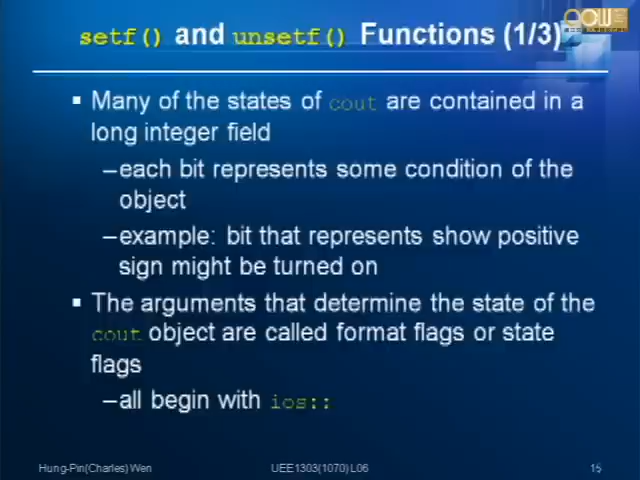 setf() and unsetf() Functions (1/3)
▪ Many of the states of cout are contained in a
long integer field
–each bit represents some condition of the
object
–example: bit that represents show positive
sign might be turned on
▪ The arguments that determine the state of the
cout object are called format flags or state
flags
–all begin with ios::
Hung-Pin(Charles) Wen
UEE1303(1070) L06
15